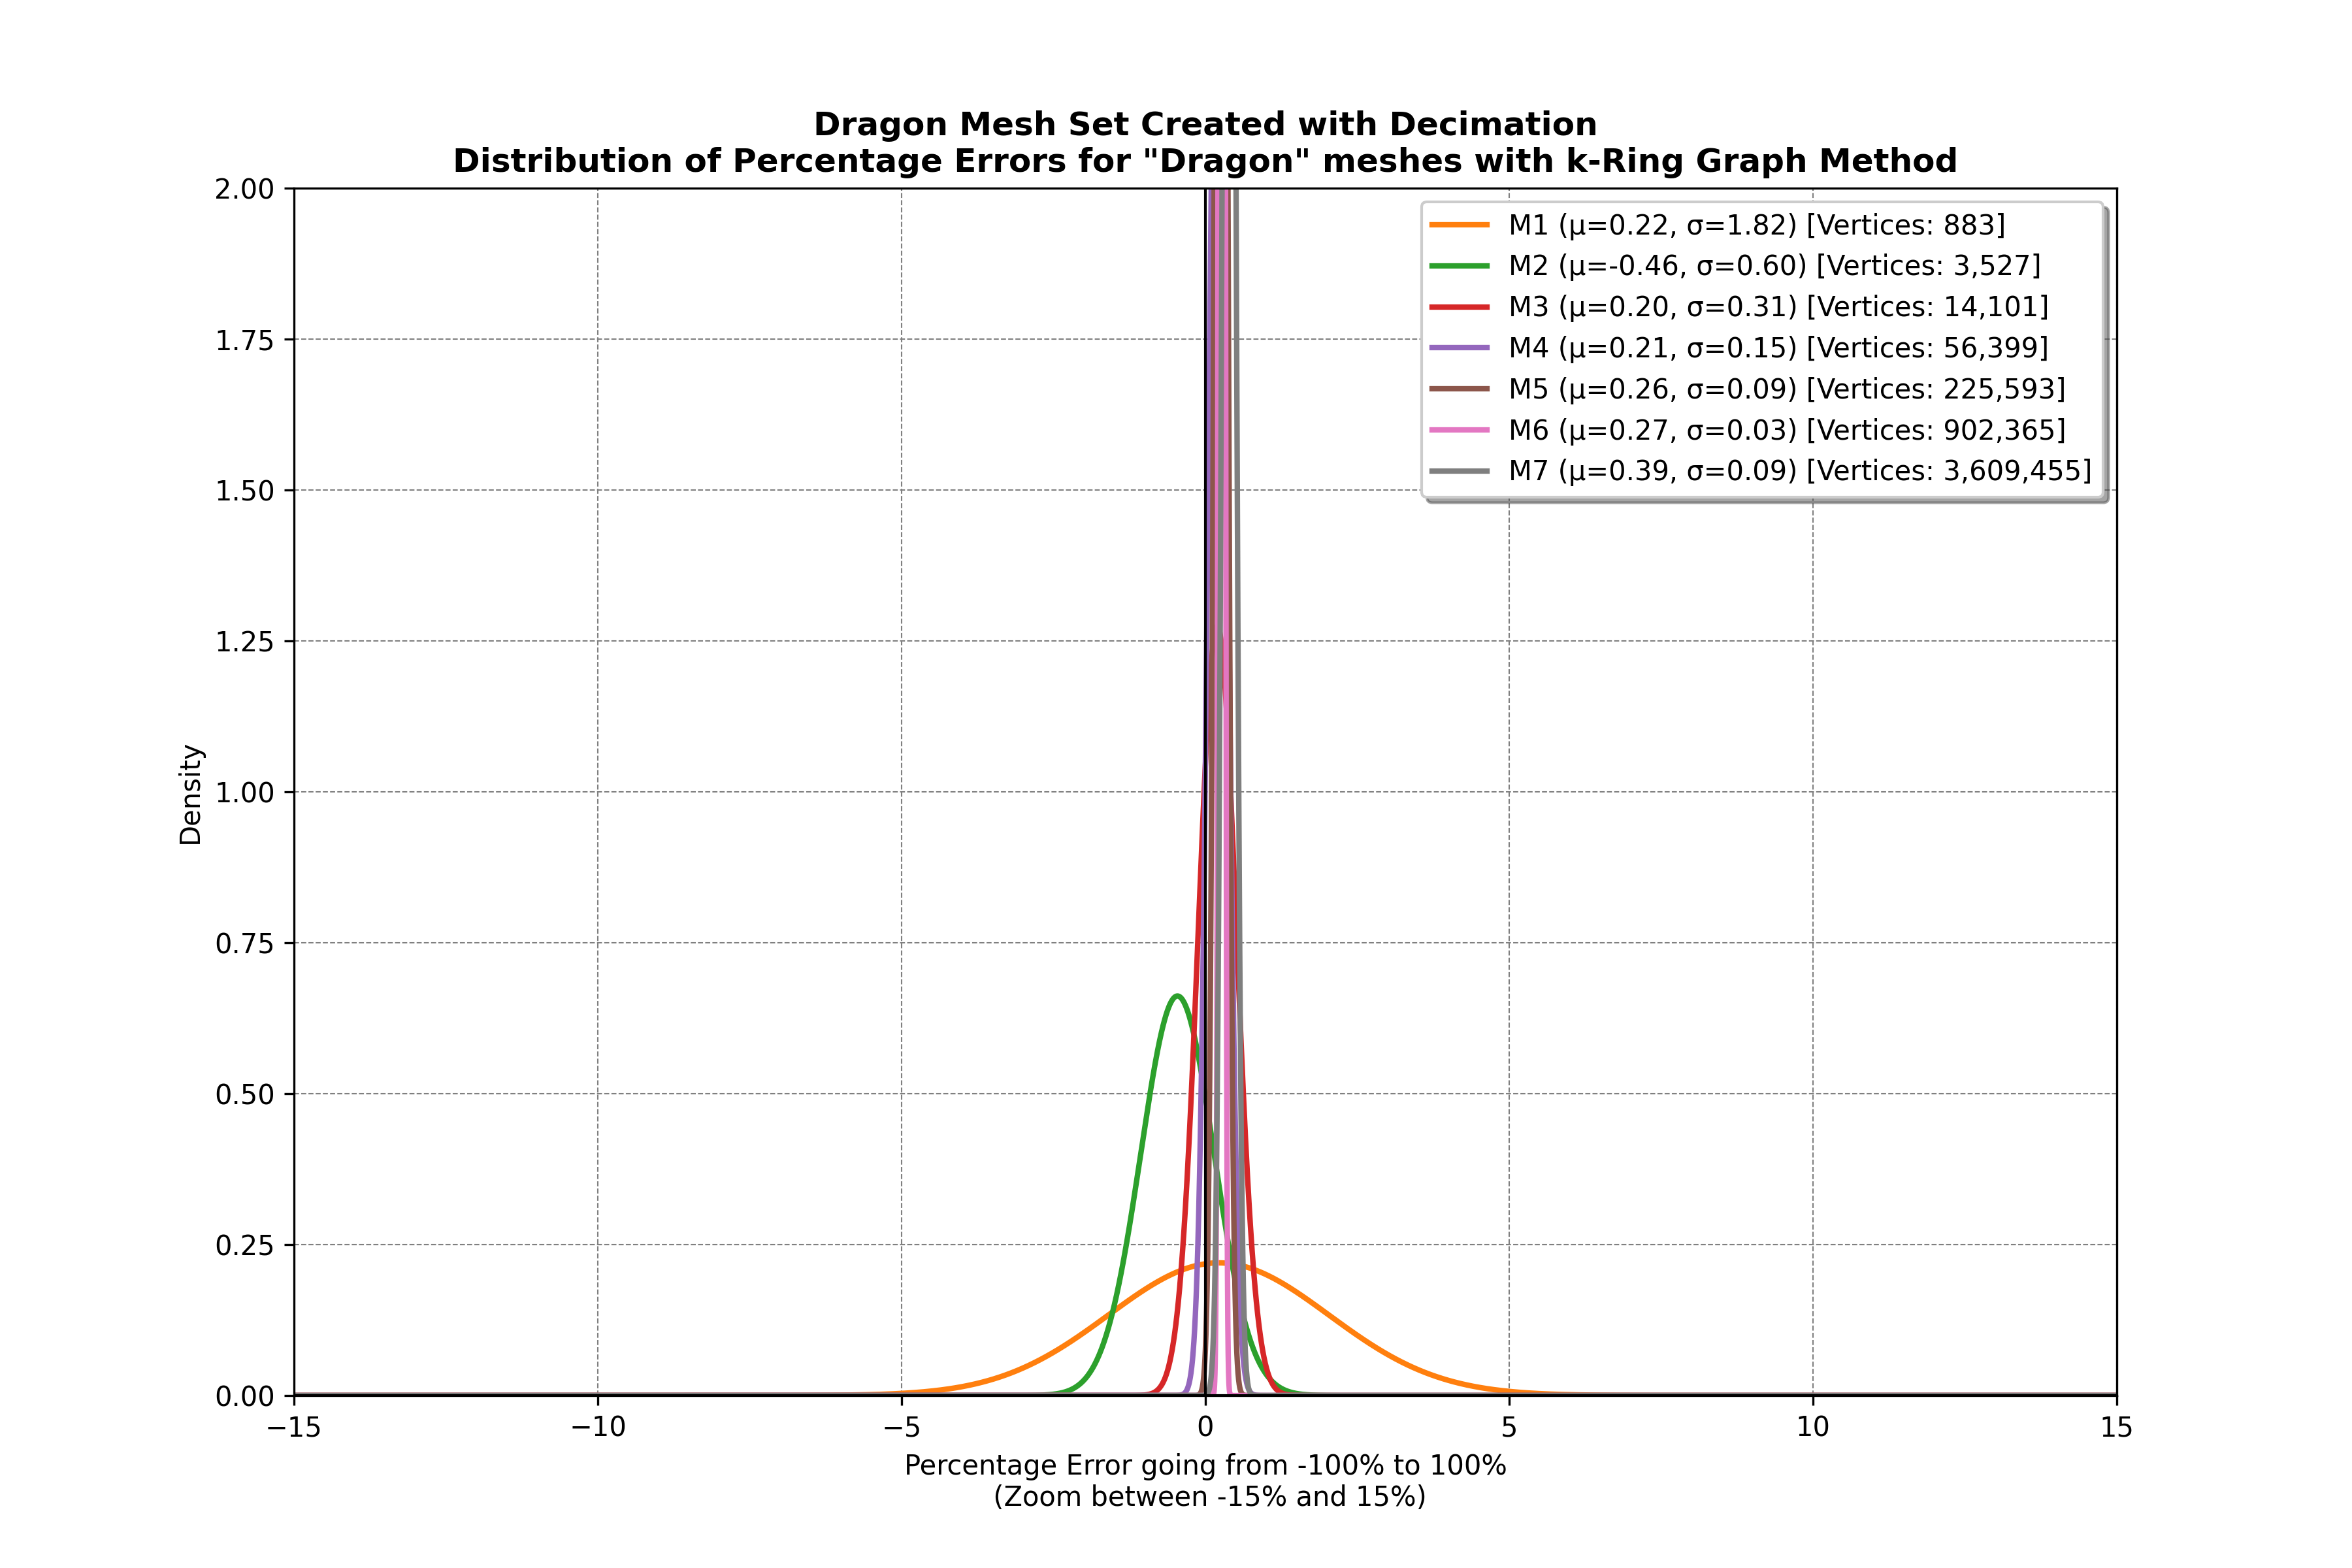 Dragon Mesh Set Created with Decimation
Distribution of Percentage Errors for "Dragon" meshes with k-Ring Graph Method
M1 (μ=0.22, σ=1.82) [Vertices: 883]
M2 (μ=-0.46, σ=0.60) [Vertices: 3,527]
M3 (μ=0.20, σ=0.31) [Vertices: 14,101]
M4 (μ=0.21, σ=0.15) [Vertices: 56,399]
M5 (μ=0.26, σ=0.09) [Vertices: 225,593]
M6 (μ=0.27, σ=0.03) [Vertices: 902,365]
M7 (μ=0.39, σ=0.09) [Vertices: 3,609,455]
Density
2.00
1.75
1.50
1.25
1.00
0.75
0.50
0.25
0.00
−15
−10
−5
0
5
10
15
Percentage Error going from -100% to 100%
(Zoom between -15% and 15%)